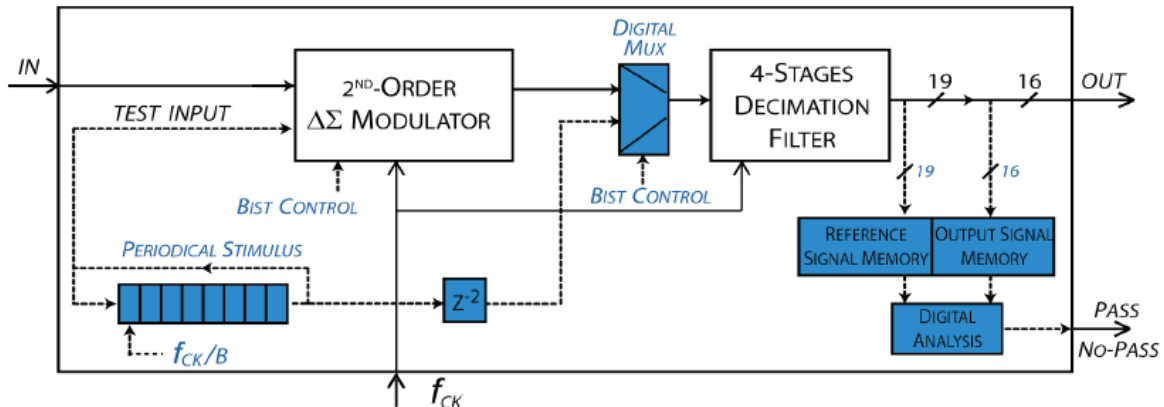 IN
TEST INPUT
2ND-ORDER
ΔΣ MODULATOR
BIST CONTROL
DIGITAL
MUX
BIST CONTROL
4-STAGES
DECIMATION
FILTER
19
16
OUT
19
16
PERIODICAL STIMULUS
Z-2
fCK/B
fCK
REFERENCE
SIGNAL MEMORY
OUTPUT SIGNAL
MEMORY
DIGITAL
ANALYSIS
PASS
NO-PASS